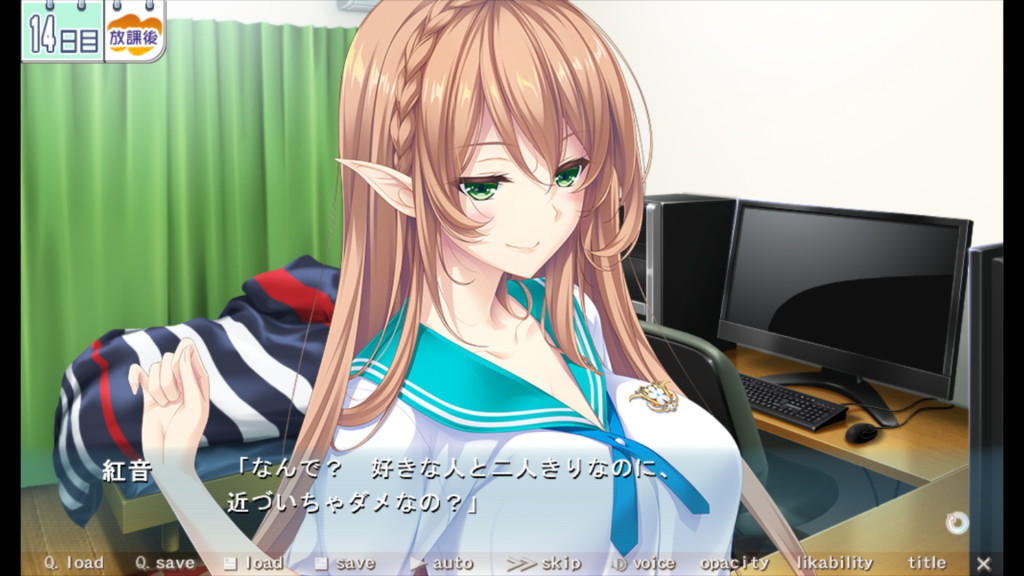 14日目
放課後
紅音
「なんで？　好きな人と二人きりなのに、
近づいちゃダメなの？」
Q. load Q. save load save auto skip voice opacity likability title